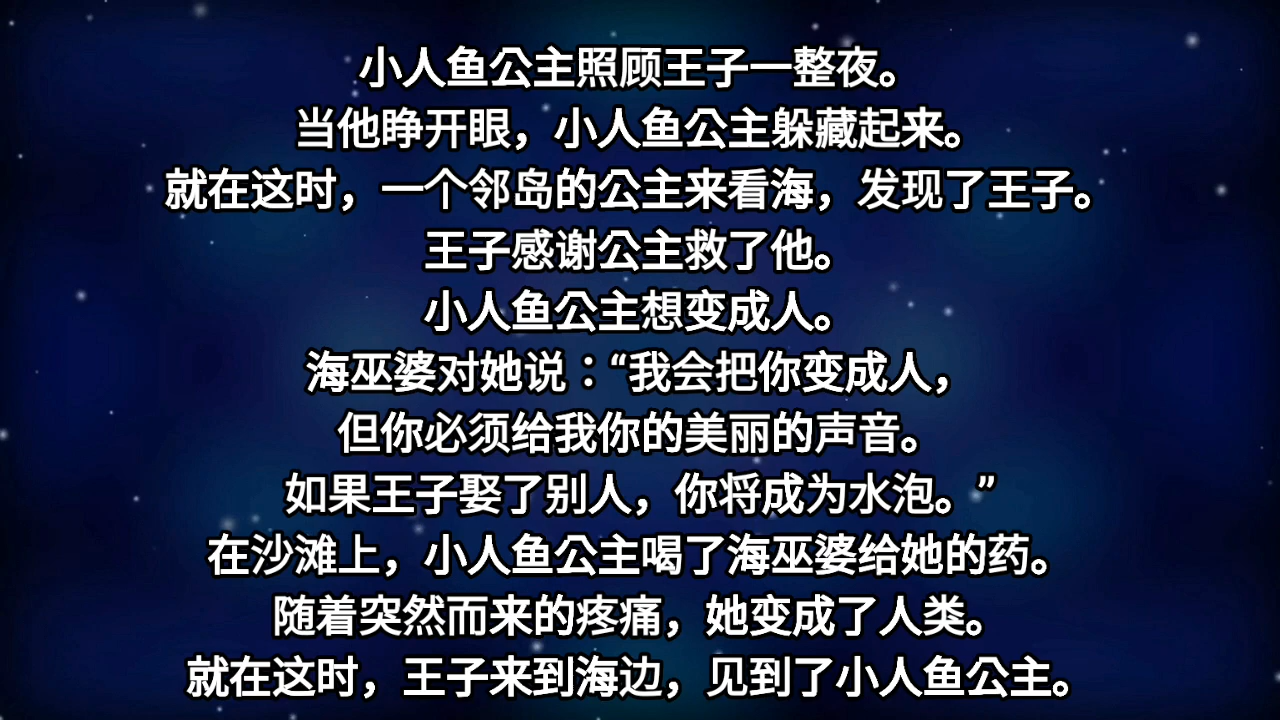 小人鱼公主照顾王子一整夜。
当他睁开眼，小人鱼公主躲藏起来。
就在这时，一个邻岛的公主来看海，发现了王子。
王子感谢公主救了他。
小人鱼公主想变成人。
海巫婆对她说：“我会把你变成人，
但你必须给我你的美丽的声音。
如果王子娶了别人，你将成为水泡。”
在沙滩上，小人鱼公主喝了海巫婆给她的药。
随着突然而来的疼痛，她变成了人类。
就在这时，王子来到海边，见到了小人鱼公主。